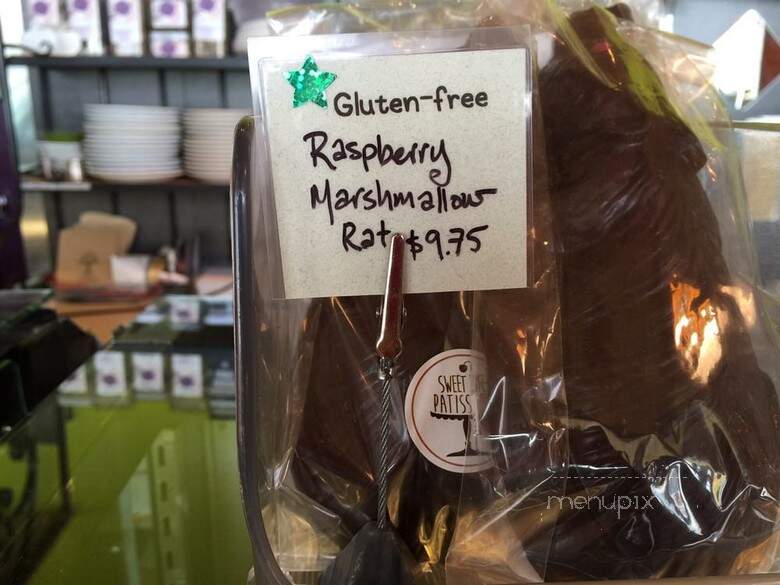 Gluten-free
Raspberry
Marshmallow
Rat $9.75
SWEET
PATISS
menupix